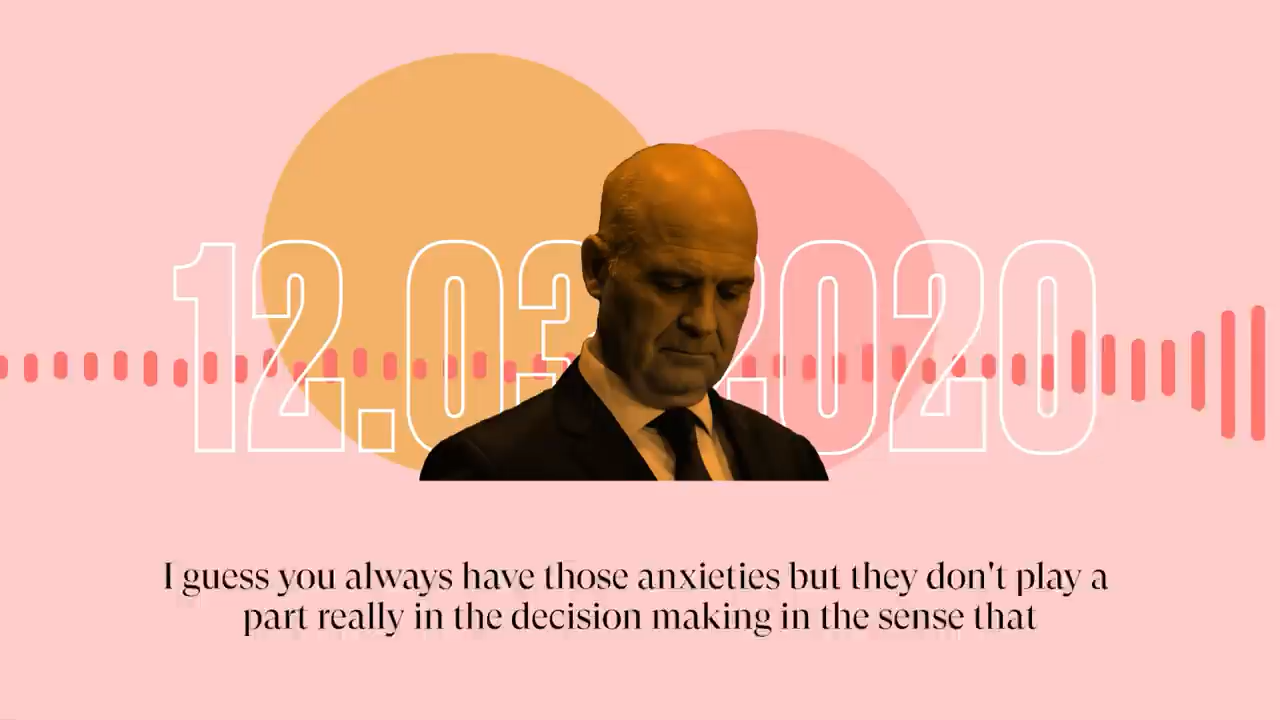 12.03.2020
I guess you always have those anxieties but they don't play a
part really in the decision making in the sense that